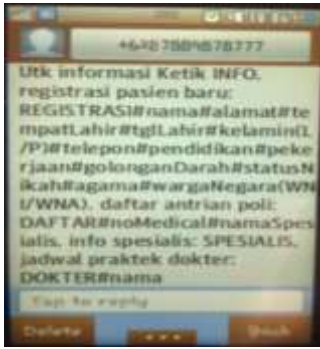 Utk informasi Ketik INFO,
registrasi pasien baru:
REGISTRASI#nama#alamat#te
mpatLahir#tglLahir#kelamin(L
/P)#telepon#pendidikan#peke
rjaan#golonganDarah#statusN
ikah#agama#wargaNegara(WN
I/WNA), daftar antrian poli:
DAFTAR#noMedical#namaSpes
ialis, info spesialis: SPESIALIS,
jadwal praktek dokter:
DOKTER#nama
Tap to reply
Delete
Back